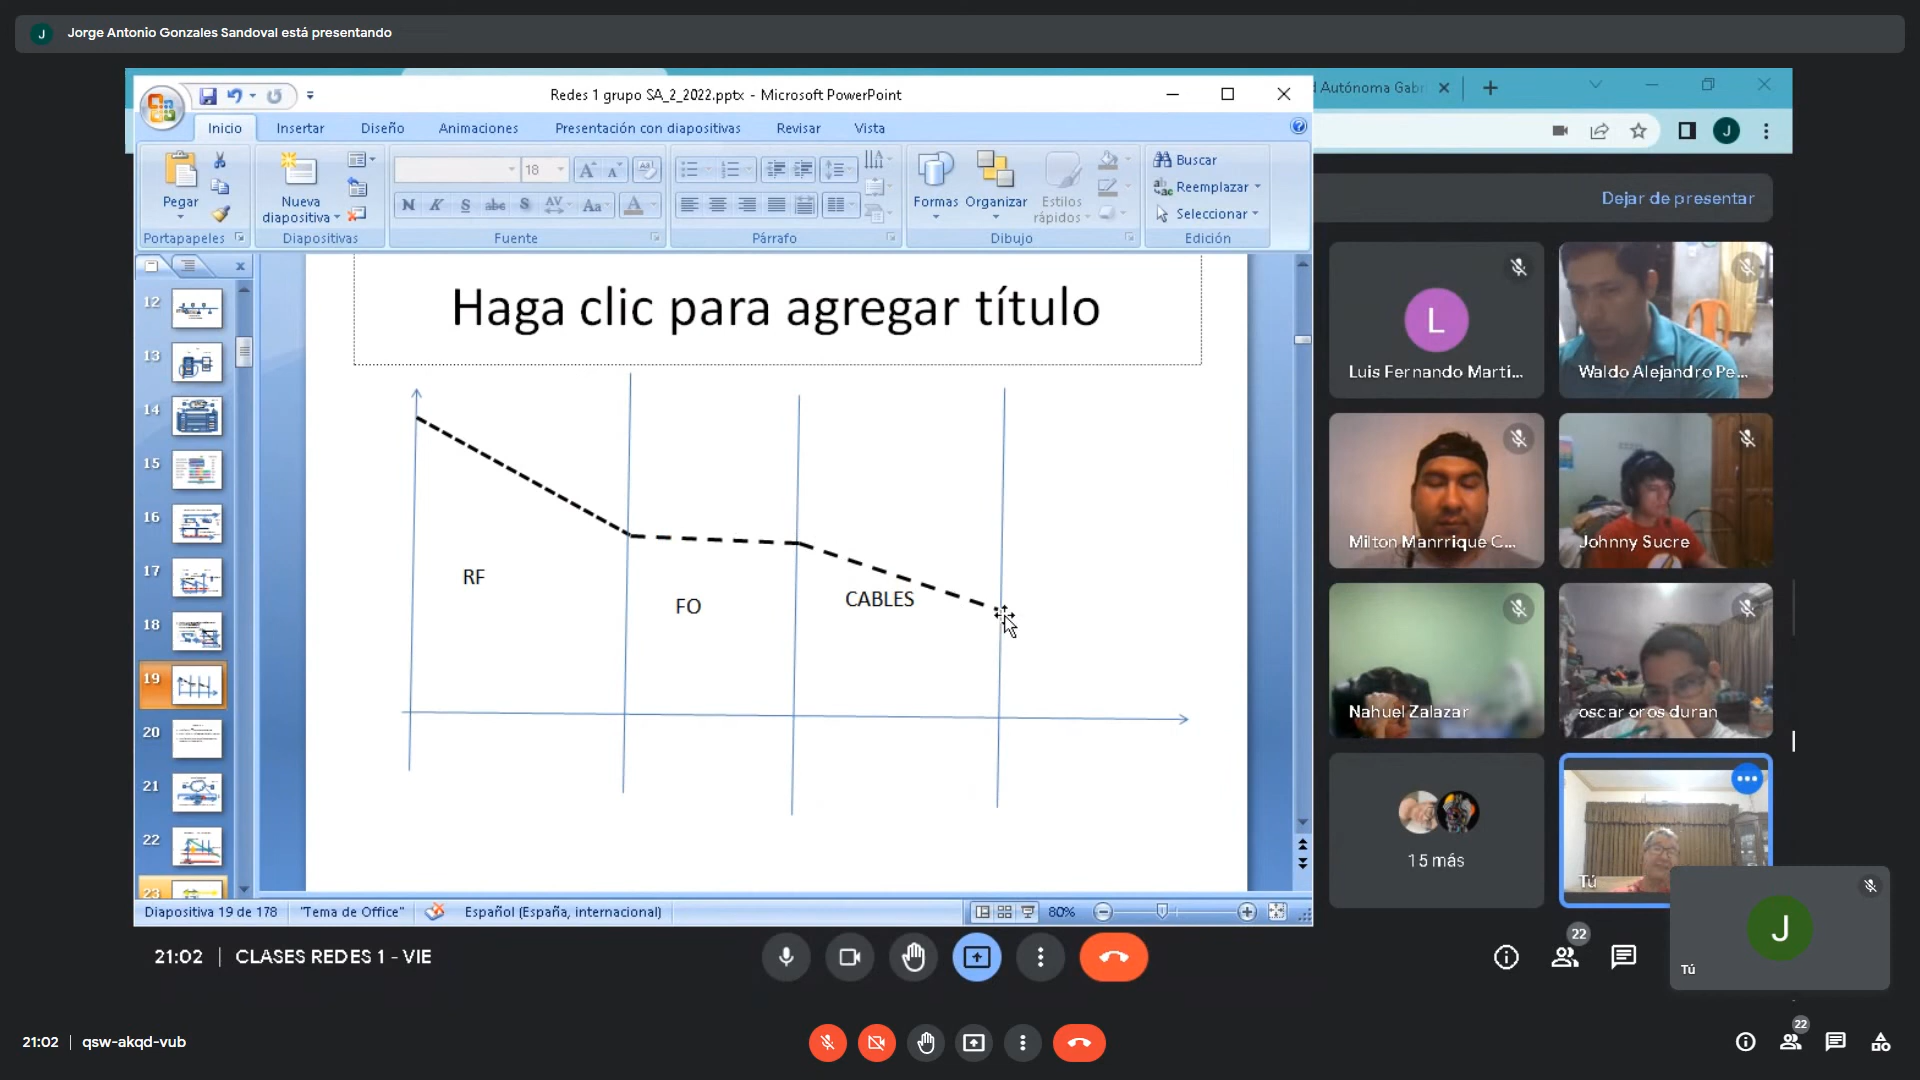 J Jorge Antonio Gonzales Sandoval está presentando
Redes 1 grupo SA_2_2022.pptx - Microsoft PowerPoint
d Autónoma Gabr
Inicio Insertar Diseño Animaciones Presentación con diapositivas Revisar Vista
J
Pegar
Nueva diapositiva
18
N K S abc S AV Aa A
Formas
Organizar
Estilos rápidos
Buscar
Reemplazar
Seleccionar
Portapapeles Diapositivas Fuente Párrafo Dibujo Edición
Dejar de presentar
12
13
14
15
16
17
18
19
20
21
22
23
Haga clic para agregar título
RF
FO
CABLES
L
Luis Fernando Martí...
Waldo Alejandro Pe...
Milton Manrrique C...
Johnny Sucre
Nahuel Zalazar
oscar oros duran
15 más
Tú
J
Tú
Diapositiva 19 de 178 "Tema de Office" Español (España, internacional) 80%
21:02 | CLASES REDES 1 - VIE
22
21:02 | qsw-akqd-vub
22